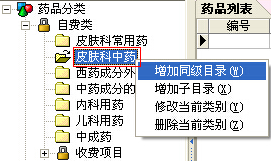 药品分类
自费类
皮肤科常用药
皮肤科中药
西药成分外
中药成分的
内科用药
儿科用药
中成药
收费项目
药品列表
编号
增加同级目录(W)
增加子目录(X)
修改当前类别(Y)
删除当前类别(Z)